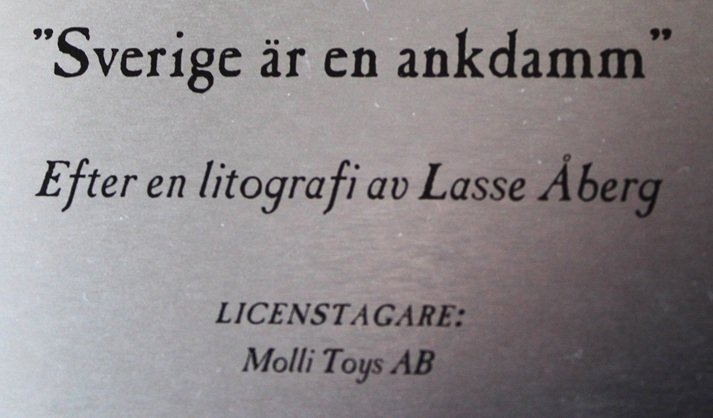 ”Sverige är en ankdamm”
Efter en litografi av Lasse Åberg
LICENSTAGARE:
Molli Toys AB